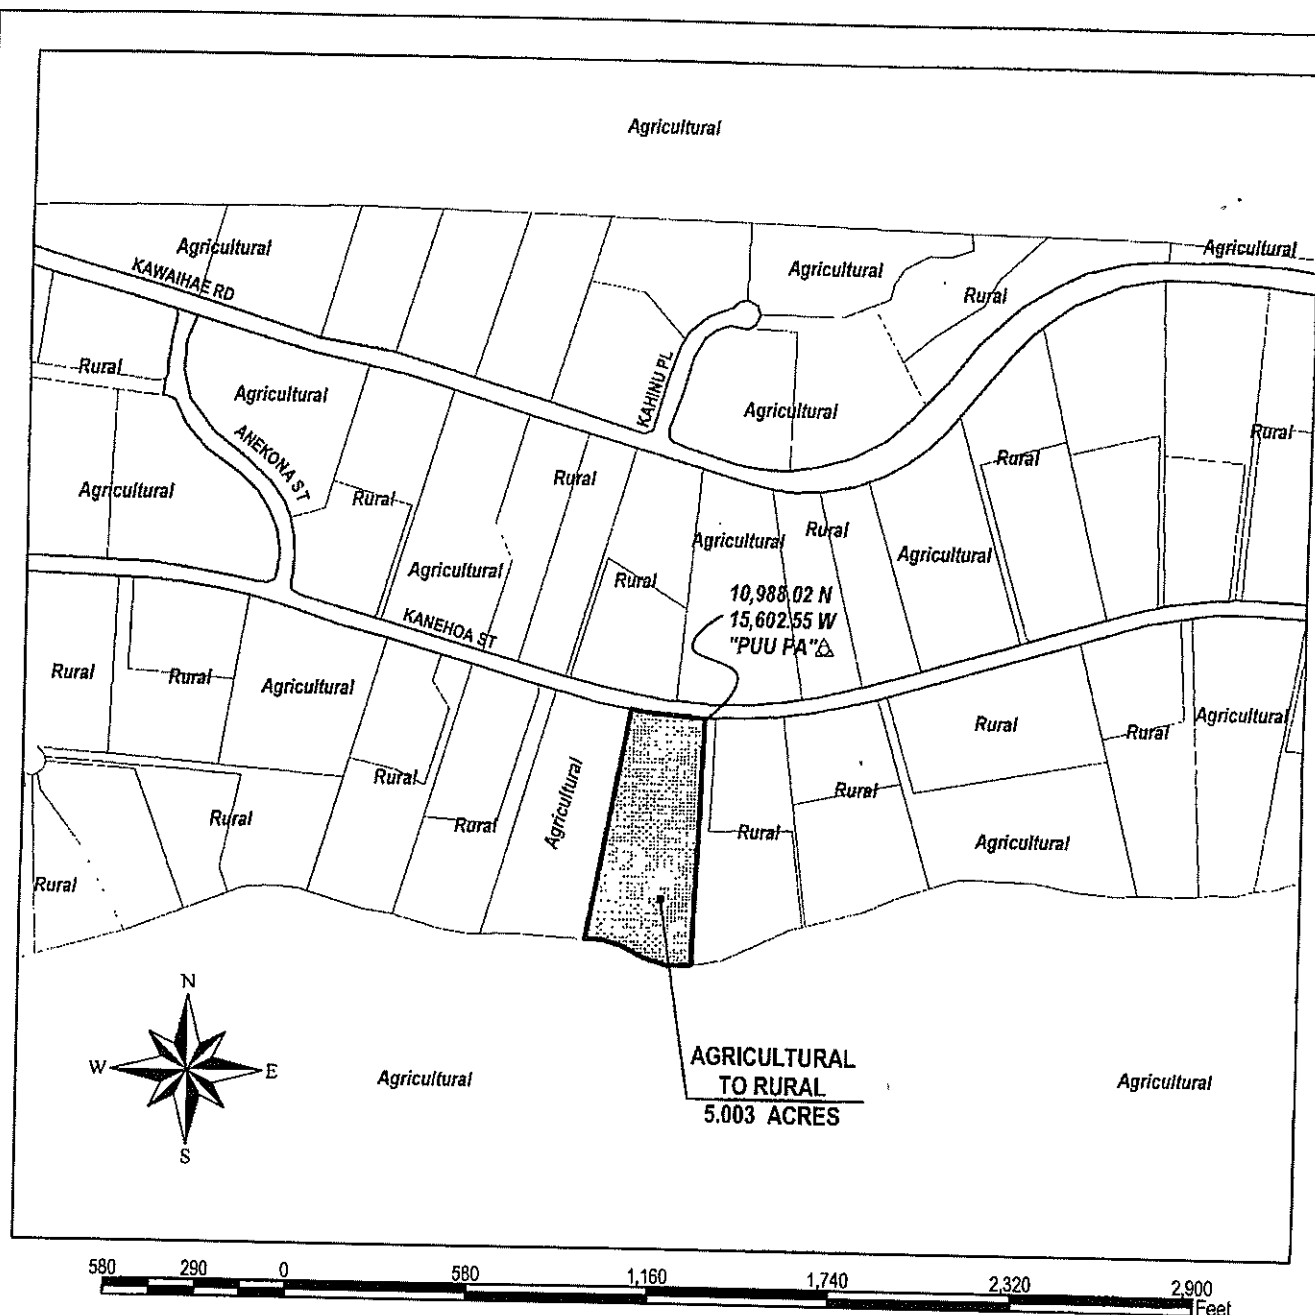 Agricultural
Agricultural
Agricultural
Agricultural
KAWAIHAE RD
Rural
Rural
KAHINU PL
Agricultural
Agricultural
Rural
ANEKONA ST
Rural
Rural
Agricultural
Rural
Agricultural
Rural
Agricultural
Agricultural
Rural
10,988.02 N
15,602.55 W
"PUU PA"
KANEHOA ST
Rural
Rural
Agricultural
Rural
Rural
Agricultural
Rural
Agricultural
Rural
Rural
Rural
Rural
Agricultural
Rural
N
W
E
S
Agricultural
AGRICULTURAL
TO RURAL
5.003 ACRES
Agricultural
580 290 0 580 1,160 1,740 2,320 2,900
Feet